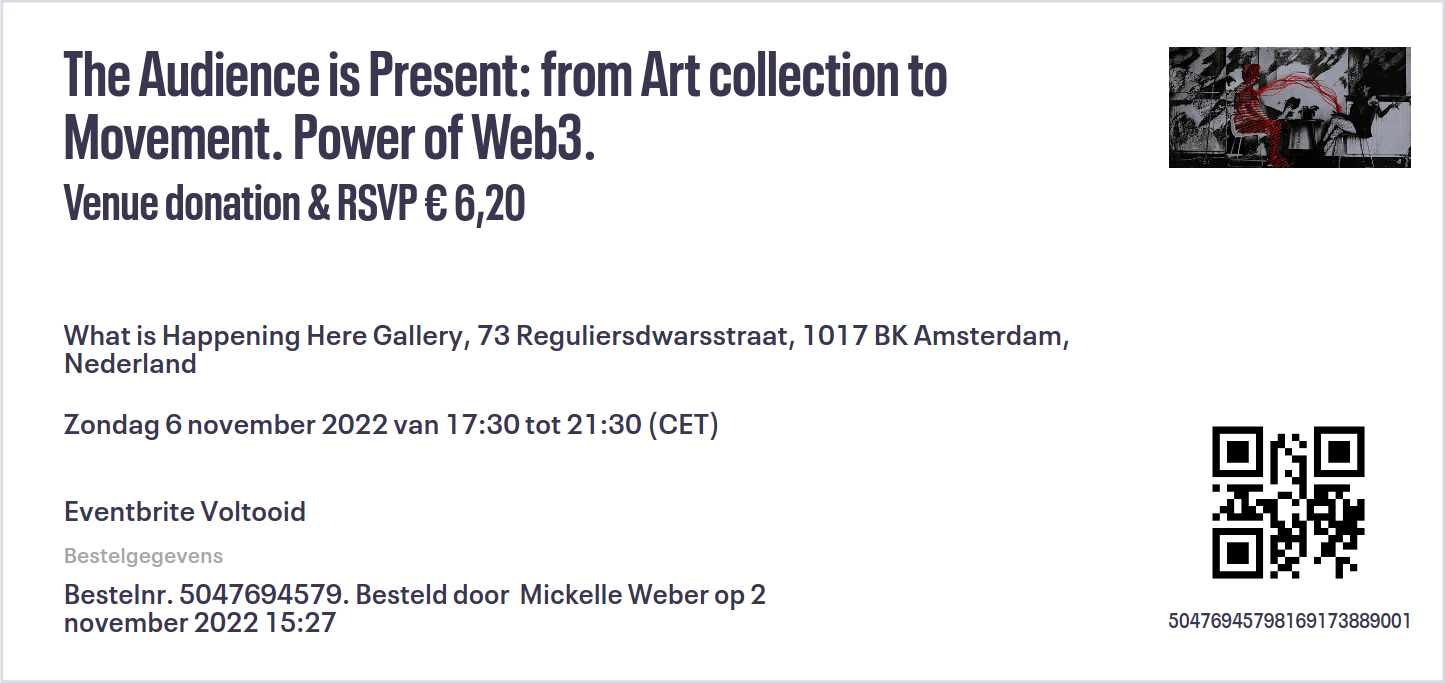 The Audience is Present: from Art collection to
Movement. Power of Web3.
Venue donation & RSVP € 6,20
What is Happening Here Gallery, 73 Reguliersdwarsstraat, 1017 BK Amsterdam,
Nederland
Zondag 6 november 2022 van 17:30 tot 21:30 (CET)
Eventbrite Voltooid
Bestelgegevens
Bestelnr. 5047694579. Besteld door  Mickelle Weber op 2
november 2022 15:27
50476945798169173889001